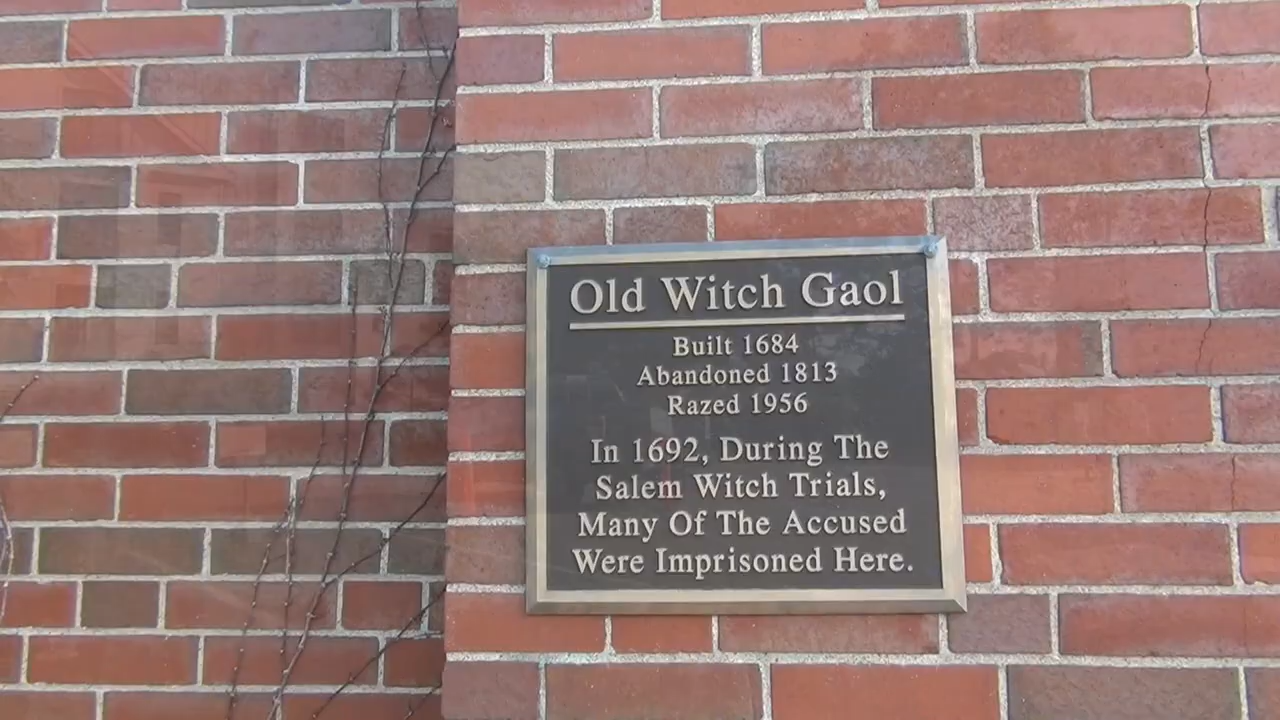 Old Witch Gaol
Built 1684
Abandoned 1813
Razed 1956
In 1692, During The
Salem Witch Trials,
Many Of The Accused
Were Imprisoned Here.